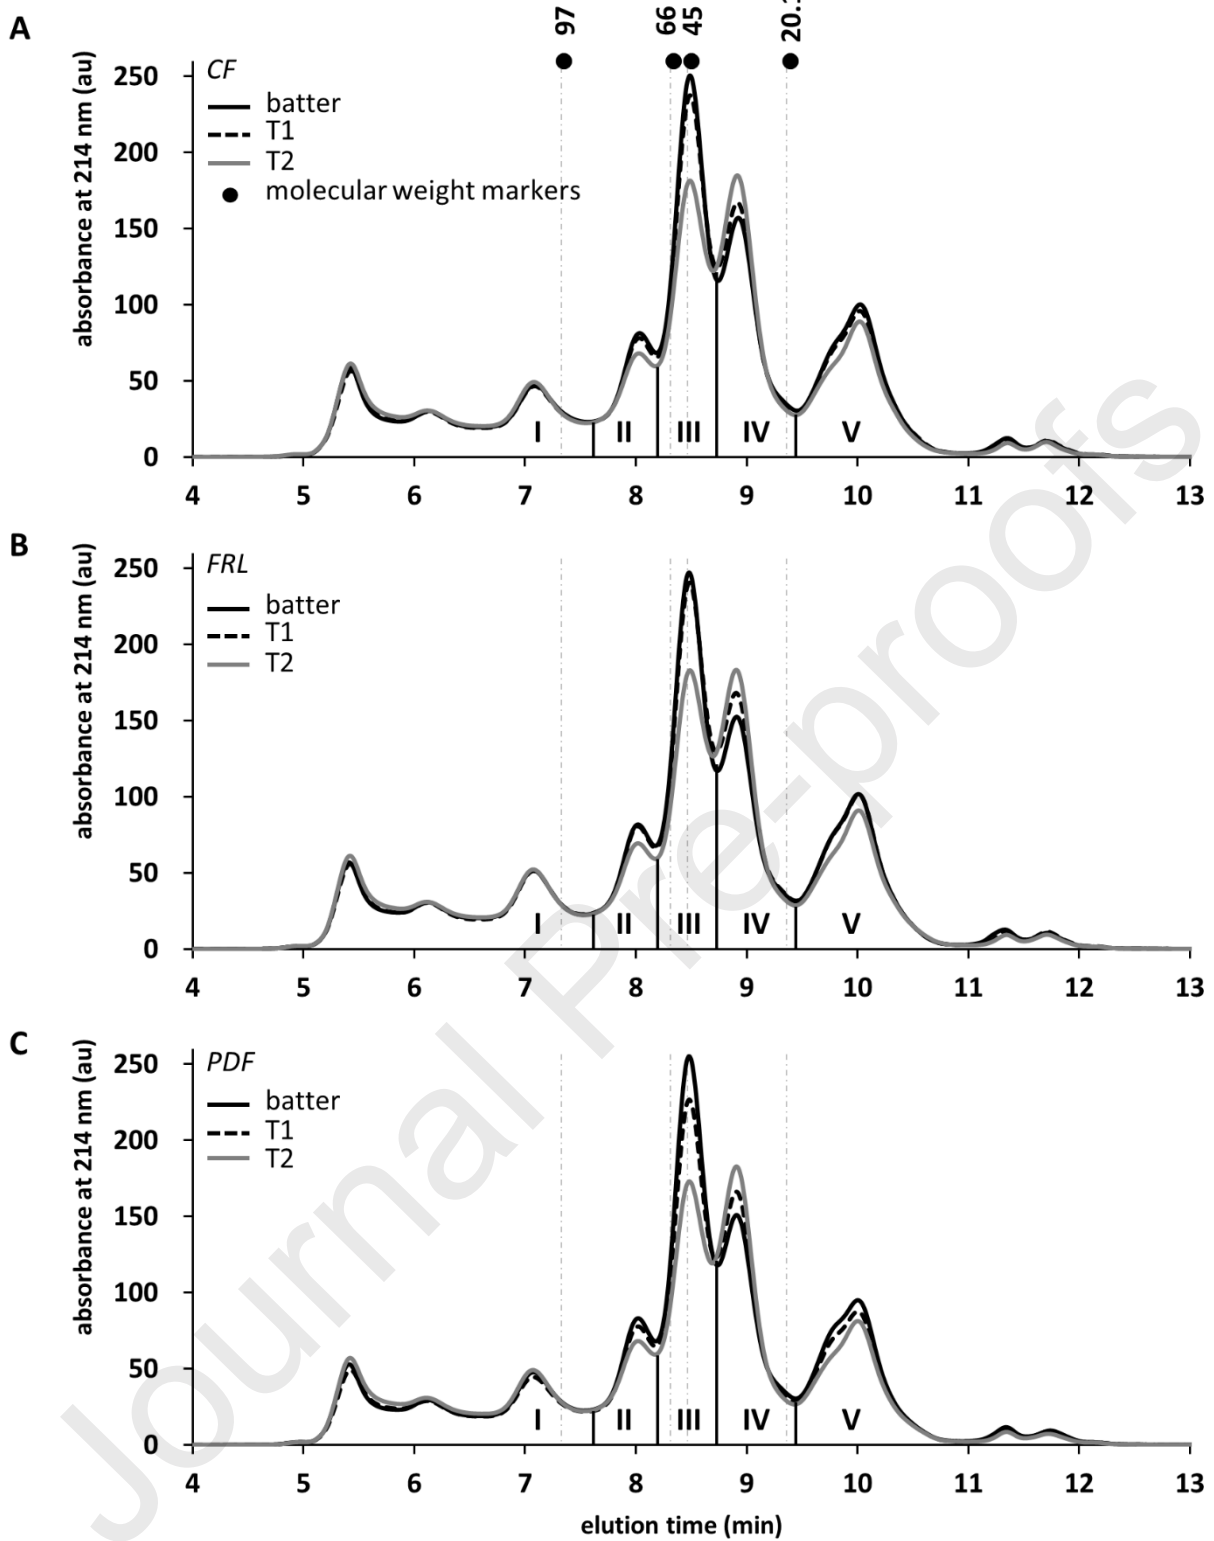 A
97
66
45
20.
CF
batter
T1
T2
molecular weight markers
absorbance at 214 nm (au)
250
200
150
100
50
0
I II III IV V
4 5 6 7 8 9 10 11 12 13
B
FRL
batter
T1
T2
absorbance at 214 nm (au)
250
200
150
100
50
0
I II III IV V
4 5 6 7 8 9 10 11 12 13
C
PDF
batter
T1
T2
absorbance at 214 nm (au)
250
200
150
100
50
0
I II III IV V
4 5 6 7 8 9 10 11 12 13
elution time (min)
Journal Pre-proofs